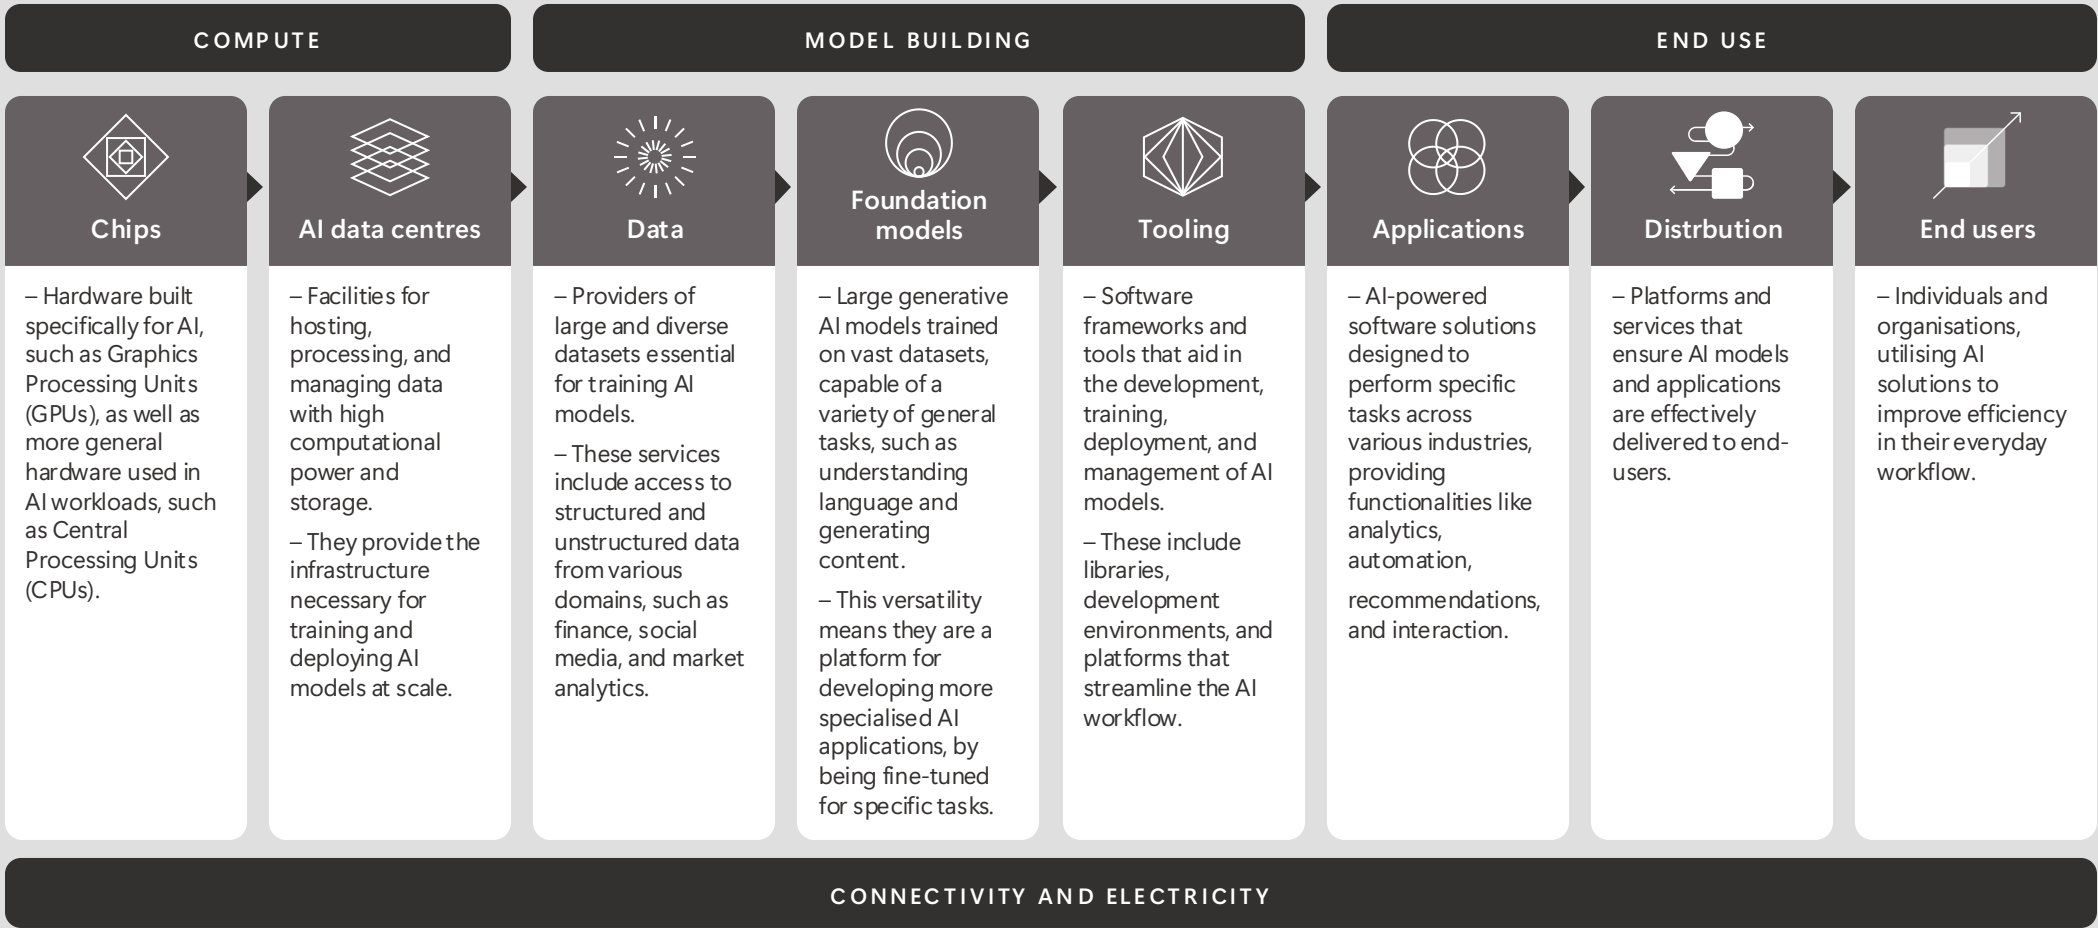 COMPUTE
MODEL BUILDING
END USE
Chips
– Hardware built
specifically for AI,
such as Graphics
Processing Units
(GPUs), as well as
more general
hardware used in
AI workloads, such
as Central
Processing Units
(CPUs).
AI data centres
– Facilities for
hosting,
processing, and
managing data
with high
computational
power and
storage.
– They provide the
infrastructure
necessary for
training and
deploying AI
models at scale.
Data
– Providers of
large and diverse
datasets essential
for training AI
models.
– These services
include access to
structured and
unstructured data
from various
domains, such as
finance, social
media, and market
analytics.
Foundation
models
– Large generative
AI models trained
on vast datasets,
capable of a
variety of general
tasks, such as
understanding
language and
generating
content.
– This versatility
means they are a
platform for
developing more
specialised AI
applications, by
being fine-tuned
for specific tasks.
Tooling
– Software
frameworks and
tools that aid in
the development,
training,
deployment, and
management of AI
models.
– These include
libraries,
development
environments, and
platforms that
streamline the AI
workflow.
Applications
– AI-powered
software solutions
designed to
perform specific
tasks across
various industries,
providing
functionalities like
analytics,
automation,
recommendations,
and interaction.
Distrbution
– Platforms and
services that
ensure AI models
and applications
are effectively
delivered to end-
users.
End users
– Individuals and
organisations,
utilising AI
solutions to
improve efficiency
in their everyday
workflow.
CONNECTIVITY AND ELECTRICITY